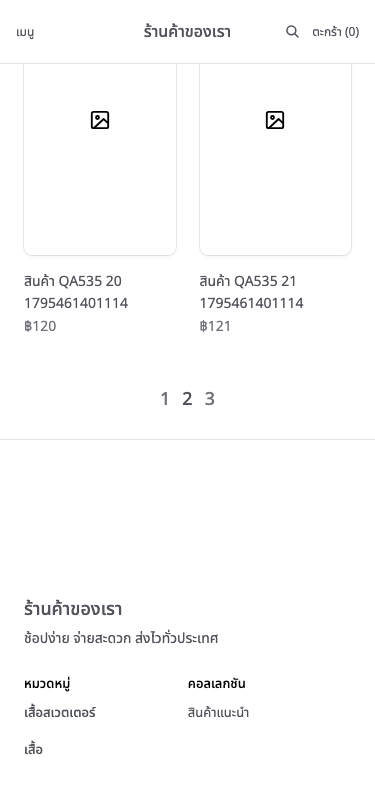 เมนู
ร้านค้าของเรา
ตะกร้า (0)
สินค้า QA535 20
1795461401114
฿120
สินค้า QA535 21
1795461401114
฿121
1 2 3
ร้านค้าของเรา
ช้อปง่าย จ่ายสะดวก ส่งไวทั่วประเทศ
หมวดหมู่
เสื้อสเวตเตอร์
เสื้อ
คอลเลกชัน
สินค้าแนะนำ